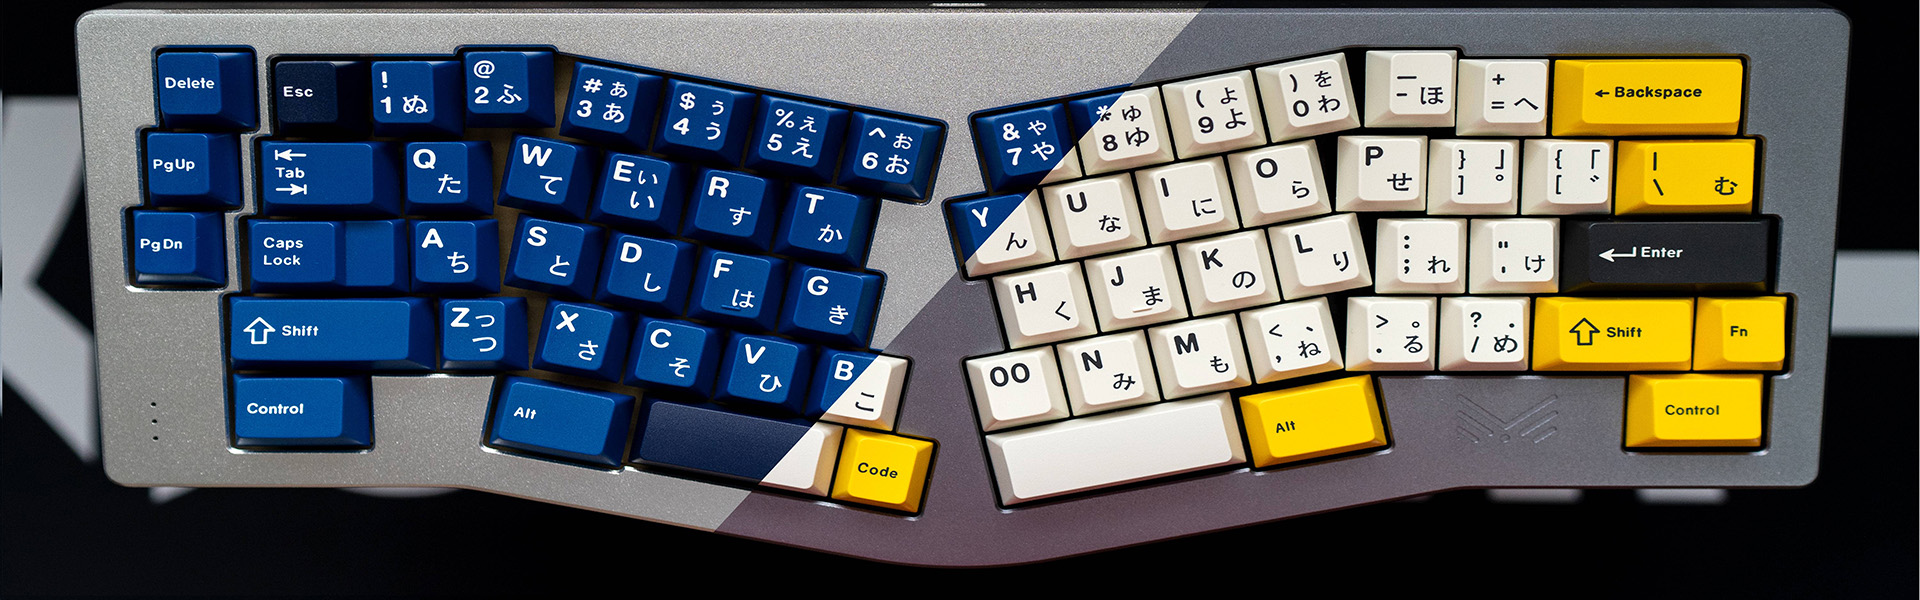 Delete
Esc
! 1 ぬ
@ 2 ふ
# ぁ 3 あ
$ ぅ 4 う
% ぇ 5 え
^ ぉ 6 お
& ゃ 7 や
* ゅ 8 ゆ
( ょ 9 よ
) を 0 わ
— - ほ
+ = へ
← Backspace
PgUp
Tab
Q た
W て
E ぃ い
R す
T か
Y ん
U な
I に
O ら
P せ
} 」 ] ゜
{ 「 [ ゛
| \ む
PgDn
Caps
Lock
A ち
S と
D し
F は
G き
H く
J ま
K の
L り
: ; れ
" ' け
Enter
Shift
Z っ つ
X さ
C そ
V ひ
B こ
00
N み
M も
< 、 , ね
> 。 . る
? ・ / め
Shift
Fn
Control
Alt
Code
Alt
Control